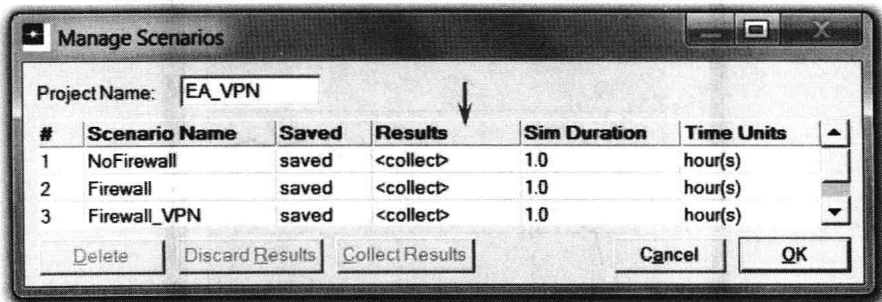 Manage Scenarios
Project Name: EA_VPN
# Scenario Name Saved Results Sim Duration Time Units
1 NoFirewall saved <collect> 1.0 hour(s)
2 Firewall saved <collect> 1.0 hour(s)
3 Firewall_VPN saved <collect> 1.0 hour(s)
Delete Discard Results Collect Results Cancel OK